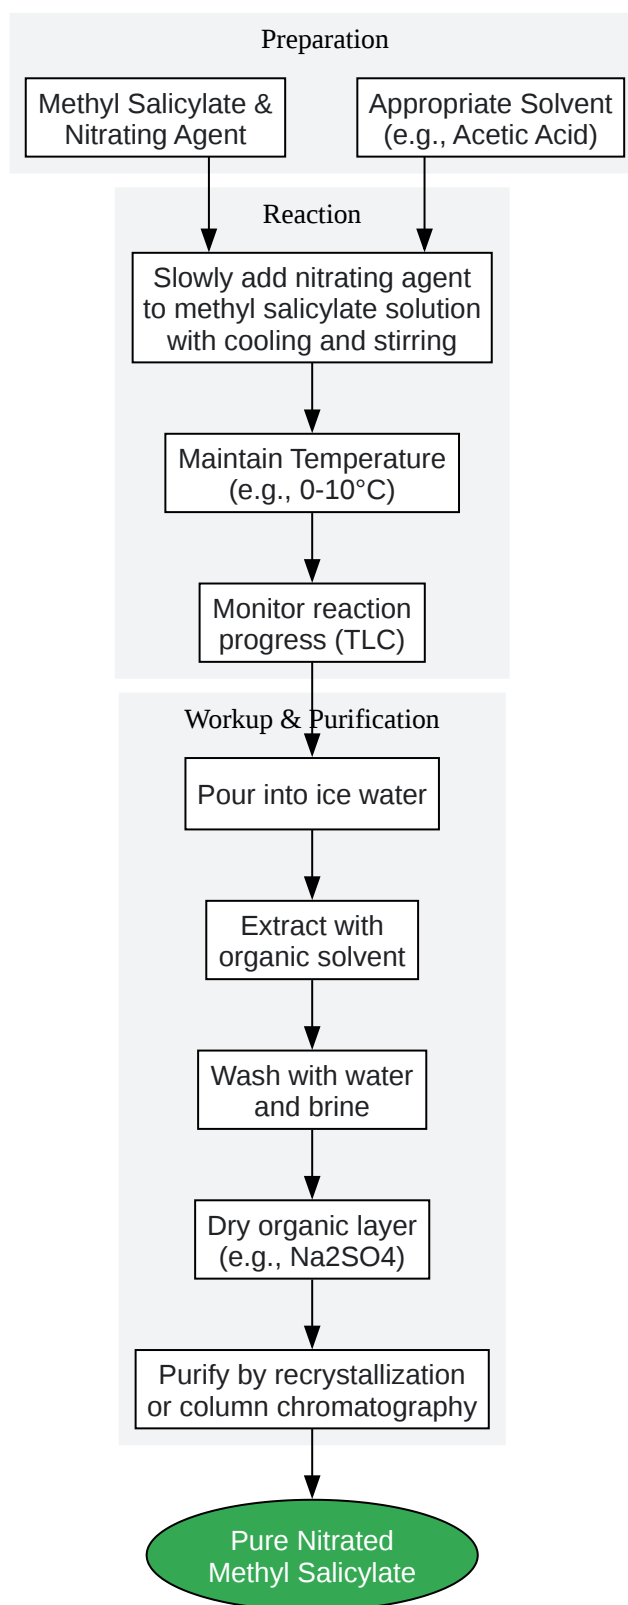 Preparation
Methyl Salicylate &
Nitrating Agent
Appropriate Solvent
(e.g., Acetic Acid)
Reaction
Slowly add nitrating agent
to methyl salicylate solution
with cooling and stirring
Maintain Temperature
(e.g., 0-10°C)
Monitor reaction
progress (TLC)
Workup & Purification
Pour into ice water
Extract with
organic solvent
Wash with water
and brine
Dry organic layer
(e.g., Na2SO4)
Purify by recrystallization
or column chromatography
Pure Nitrated
Methyl Salicylate